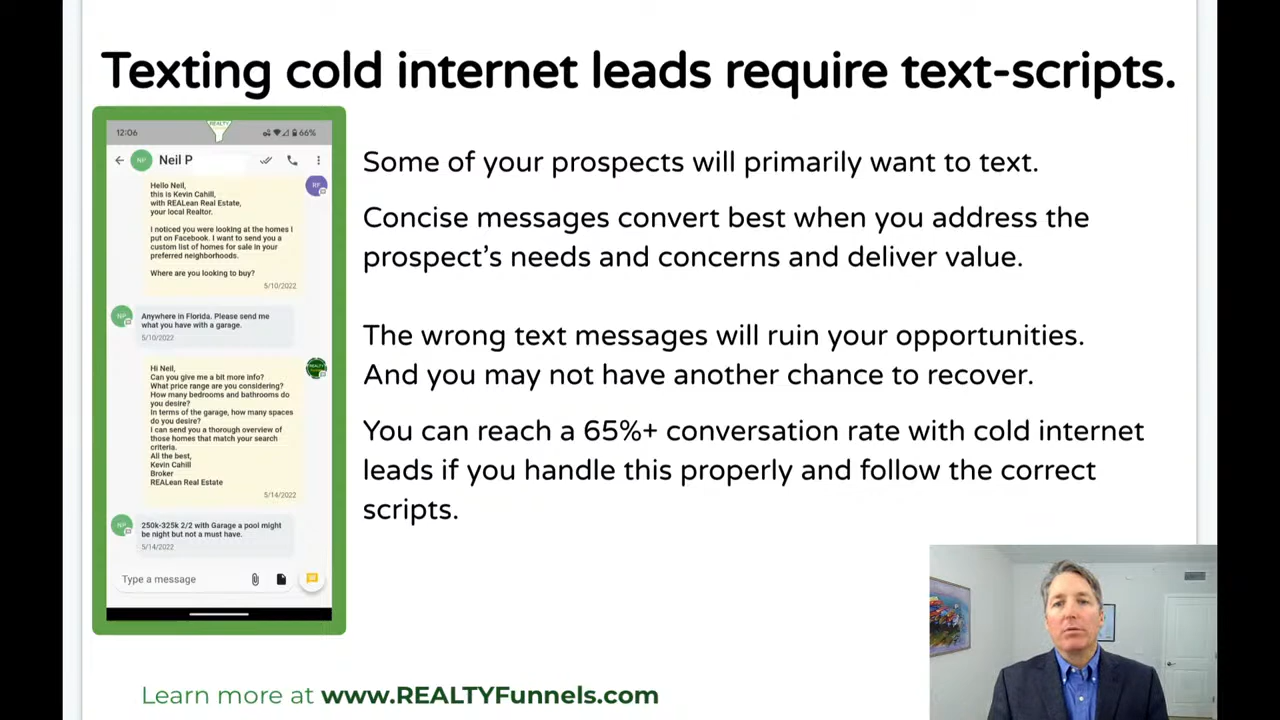 Texting cold internet leads require text-scripts.
REALTY
12:06
66%
NP
Neil P
Hello Neil,
this is Kevin Cahill,
with REALean Real Estate,
your local Realtor.
RF
I noticed you were looking at the homes I
put on Facebook. I want to send you a
custom list of homes for sale in your
preferred neighborhoods.
Where are you looking to buy?
5/10/2022
NP
Anywhere in Florida. Please send me
what you have with a garage.
5/10/2022
Hi Neil,
Can you give me a bit more info?
What price range are you considering?
How many bedrooms and bathrooms do
you desire?
In terms of the garage, how many spaces
do you desire?
I can send you a thorough overview of
those homes that match your search
criteria.
All the best,
Kevin Cahill
Broker
REALean Real Estate
REALTY
5/14/2022
NP
250k-325k 2/2 with Garage a pool might
be night but not a must have.
5/14/2022
Type a message
Some of your prospects will primarily want to text.
Concise messages convert best when you address the
prospect's needs and concerns and deliver value.
The wrong text messages will ruin your opportunities.
And you may not have another chance to recover.
You can reach a 65%+ conversation rate with cold internet
leads if you handle this properly and follow the correct
scripts.
Learn more at www.REALTYFunnels.com